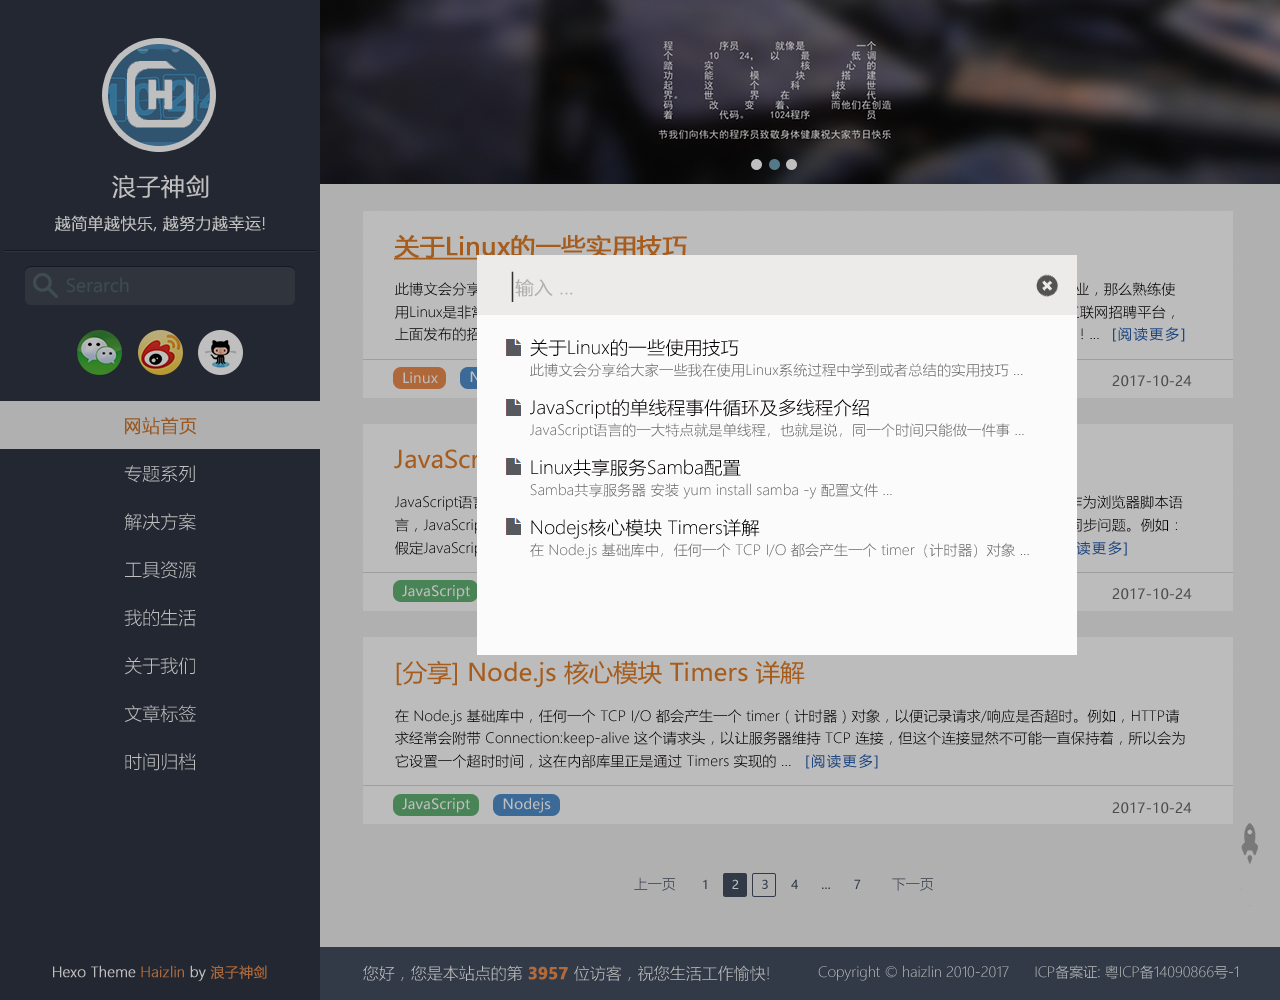 浪子神剑
越简单越快乐, 越努力越幸运!
Serarch
网站首页
专题系列
解决方案
工具资源
我的生活
关于我们
文章标签
时间归档
Hexo Theme Haizlin by 浪子神剑
程 序员 就像是 一个
个 10 24, 以 最 低 调
踏 实 、 核 心 的
功 能 模 块 搭 建
起 这 个 科 技 世
界。 世 界 在 被 代
码 改 变 着、 而他们在创造
着 代码。 1024程序 员
节我们向伟大的程序员致敬身体健康祝大家节日快乐
关于Linux的一些实用技巧
此博文会分享
业，那么熟练使
用Linux是非常
互联网招聘平台，
上面发布的招
！... [阅读更多]
Linux
N
2017-10-24
输入 ...
关于Linux的一些使用技巧
此博文会分享给大家一些我在使用Linux系统过程中学到或者总结的实用技巧 ...
JavaScript的单线程事件循环及多线程介绍
JavaScript语言的一大特点就是单线程，也就是说，同一个时间只能做一件事 ...
Linux共享服务Samba配置
Samba共享服务器 安装 yum install samba -y 配置文件 ...
Nodejs核心模块 Timers详解
在 Node.js 基础库中，任何一个 TCP I/O 都会产生一个 timer（计时器）对象 ...
JavaScr
JavaScript语言
作为浏览器脚本语
言，JavaScrip
同步问题。例如：
假定JavaScrip
读更多]
JavaScript
2017-10-24
[分享] Node.js 核心模块 Timers 详解
在 Node.js 基础库中，任何一个 TCP I/O 都会产生一个 timer（计时器）对象，以便记录请求/响应是否超时。例如，HTTP请
求经常会附带 Connection:keep-alive 这个请求头，以让服务器维持 TCP 连接，但这个连接显然不可能一直保持着，所以会为
它设置一个超时时间，这在内部库里正是通过 Timers 实现的 ... [阅读更多]
JavaScript Nodejs 2017-10-24
上一页 1 2 3 4 ... 7 下一页
您好，您是本站点的第 3957 位访客，祝您生活工作愉快!
Copyright © haizlin 2010-2017 ICP备案证: 粤ICP备14090866号-1